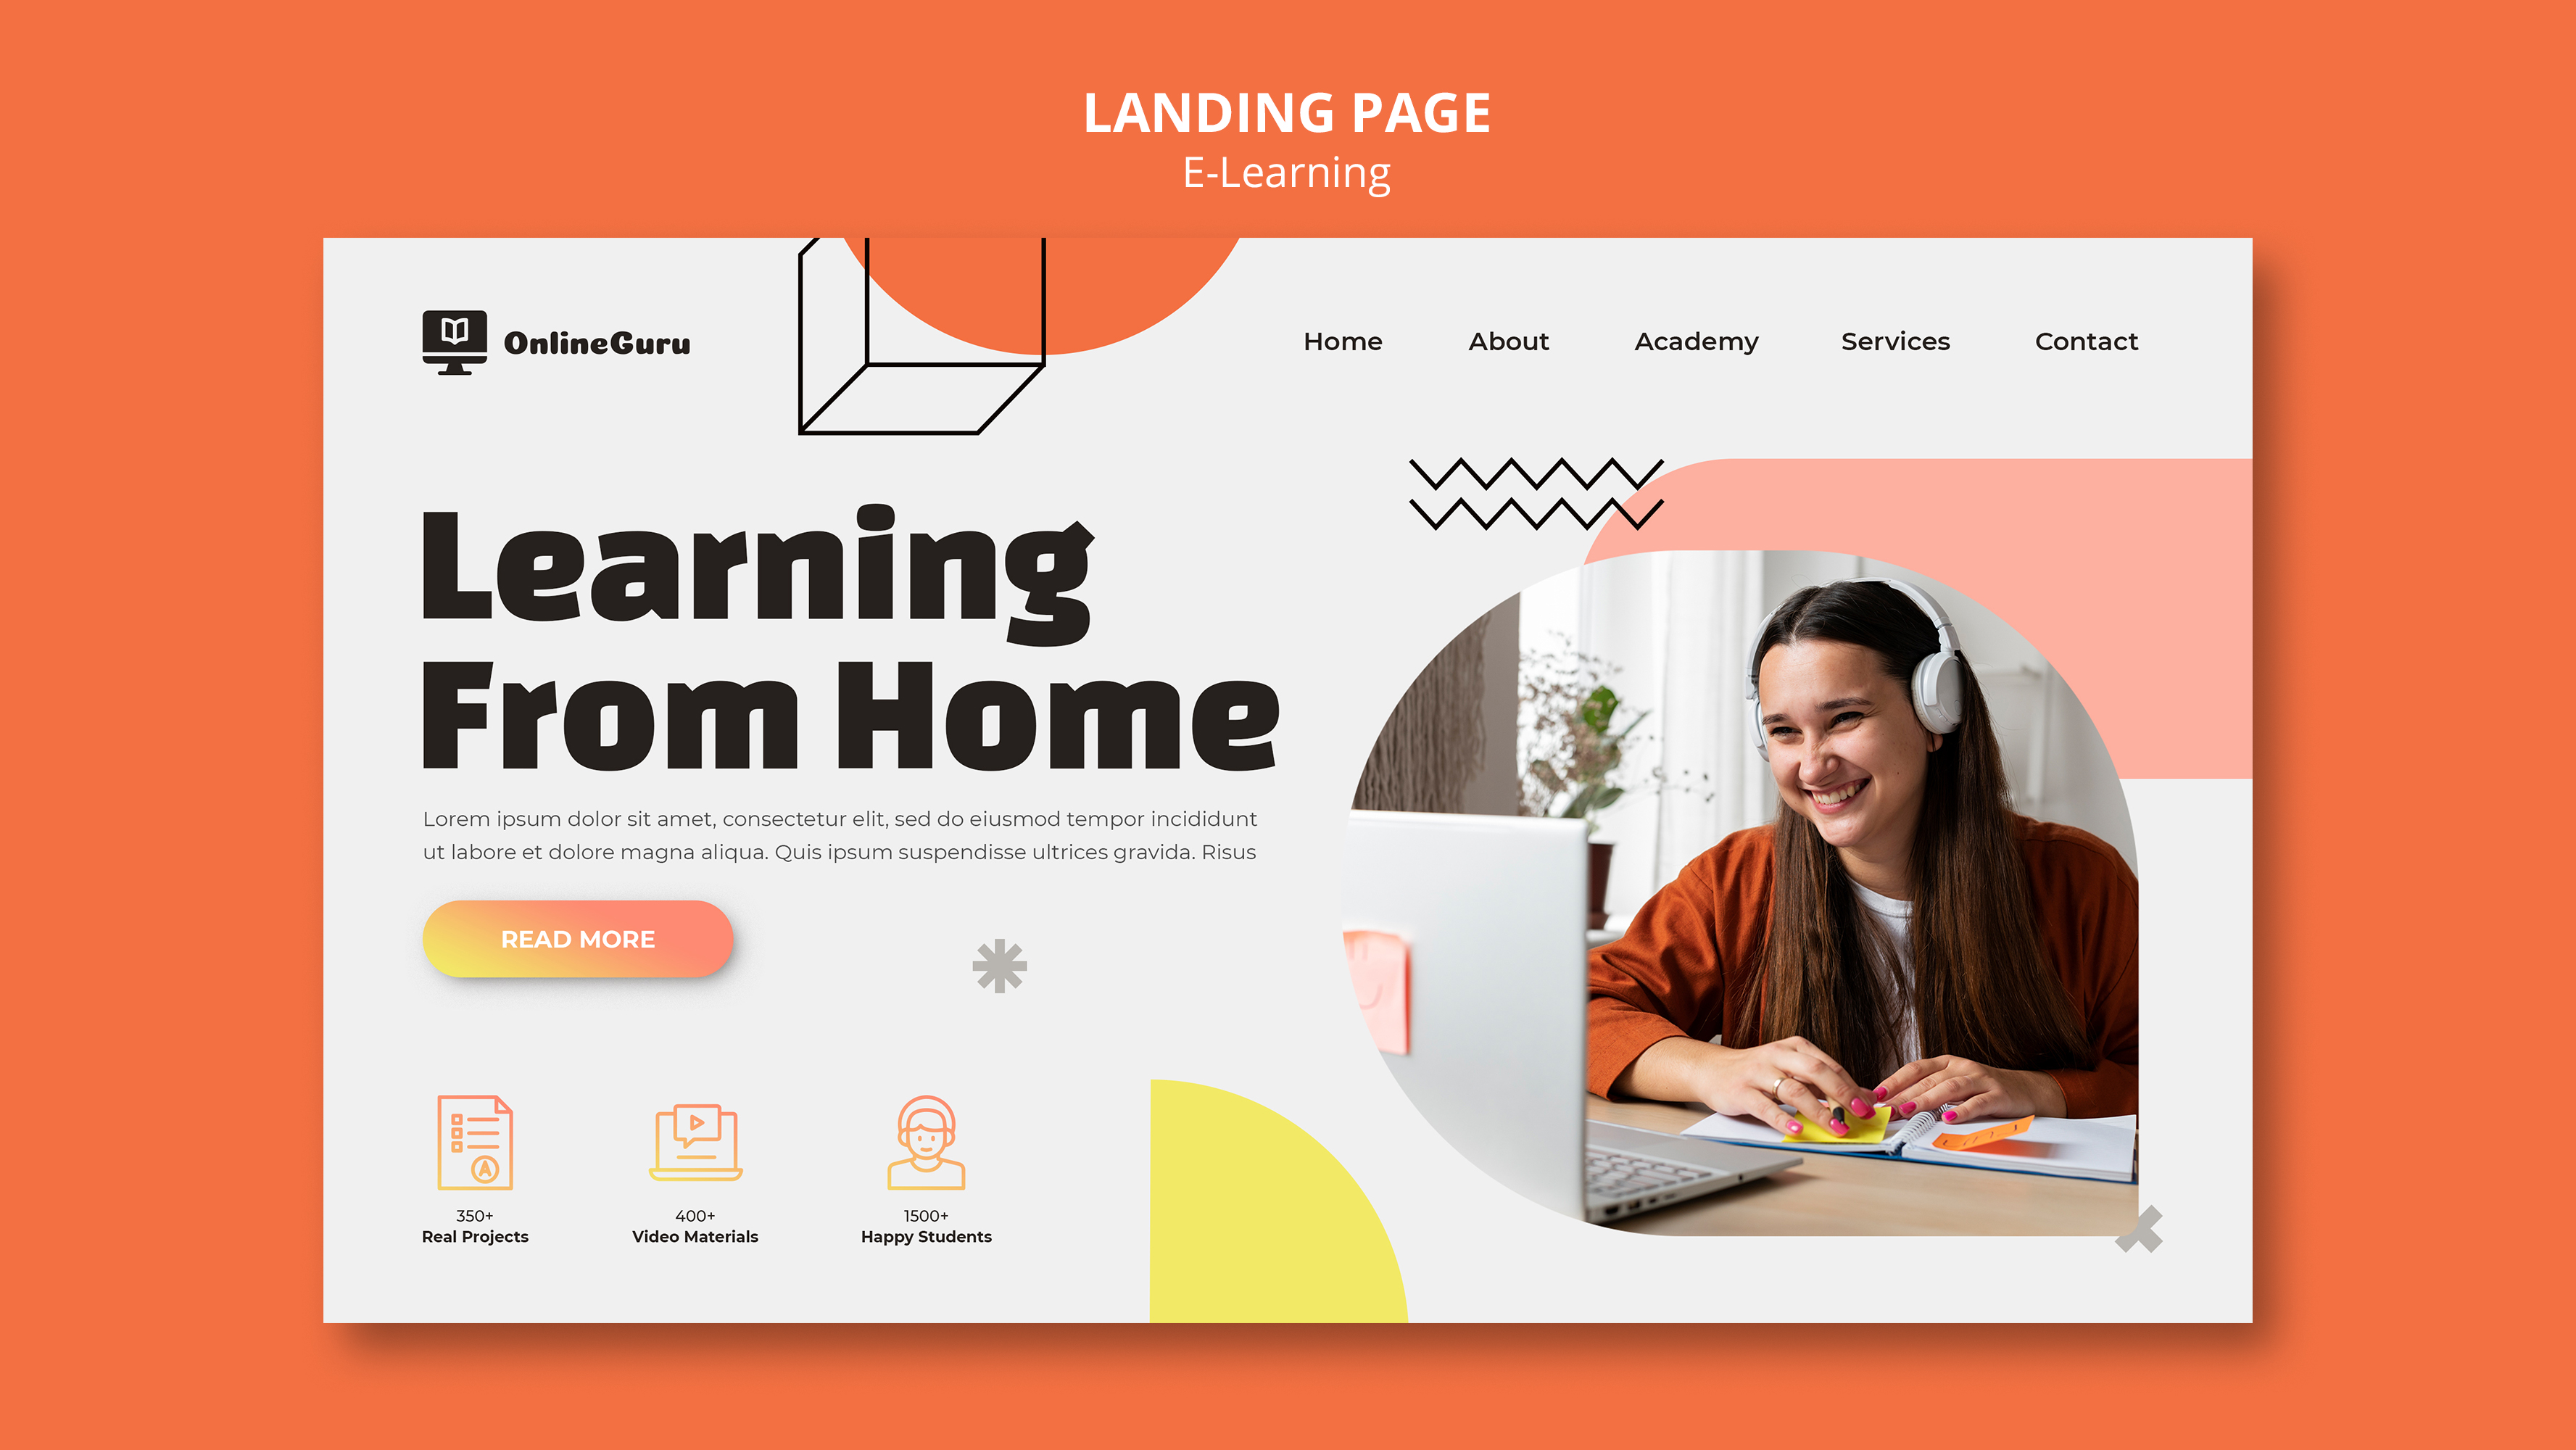 LANDING PAGE
E-Learning
OnlineGuru
Home About Academy Services Contact
Learning
From Home
Lorem ipsum dolor sit amet, consectetur elit, sed do eiusmod tempor incididunt
ut labore et dolore magna aliqua. Quis ipsum suspendisse ultrices gravida. Risus
READ MORE
A
350+
Real Projects
400+
Video Materials
1500+
Happy Students